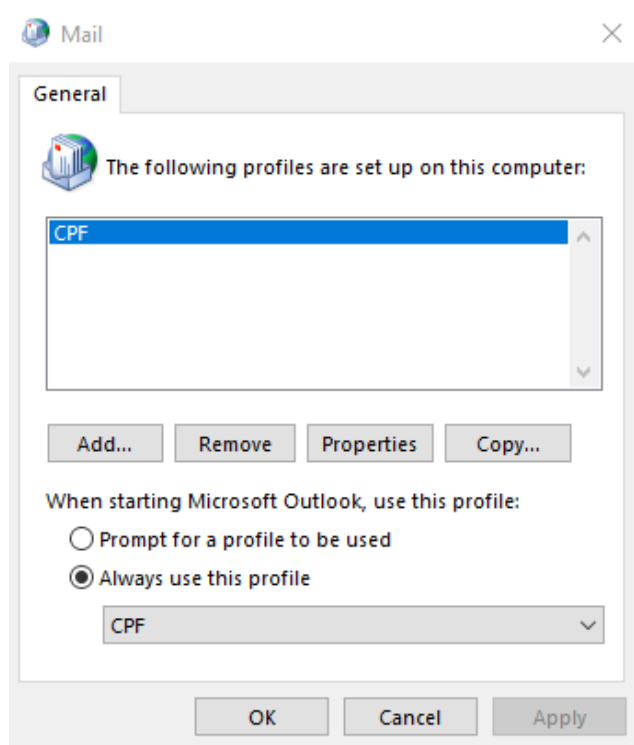 Mail
General
The following profiles are set up on this computer:
CPF
Add...
Remove
Properties
Copy...
When starting Microsoft Outlook, use this profile:
Prompt for a profile to be used
Always use this profile
CPF
OK
Cancel
Apply